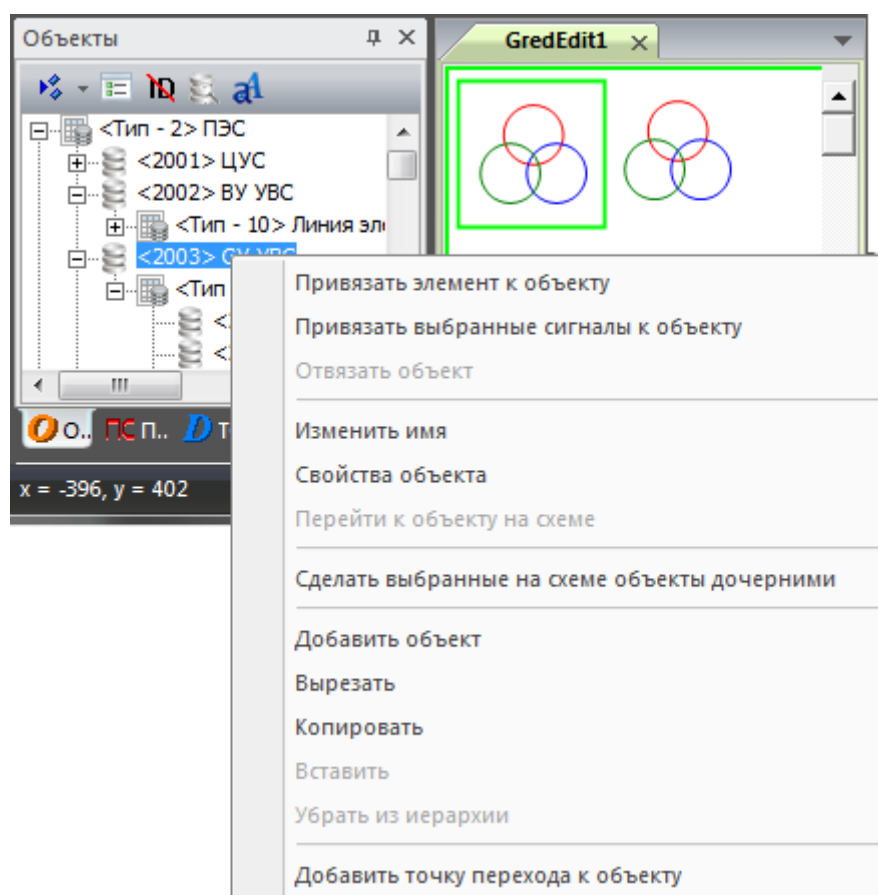 Объекты
GredEdit1
<Тип - 2> ПЭС
<2001> ЦУС
<2002> ВУ УВС
<Тип - 10> Линия эл
<2003>
<Тип
Привязать элемент к объекту
Привязать выбранные сигналы к объекту
Отвязать объект
Изменить имя
Свойства объекта
Перейти к объекту на схеме
Сделать выбранные на схеме объекты дочерними
Добавить объект
Вырезать
Копировать
Вставить
Убрать из иерархии
Добавить точку перехода к объекту
О.. ПС П.. D Т
x = -396, y = 402